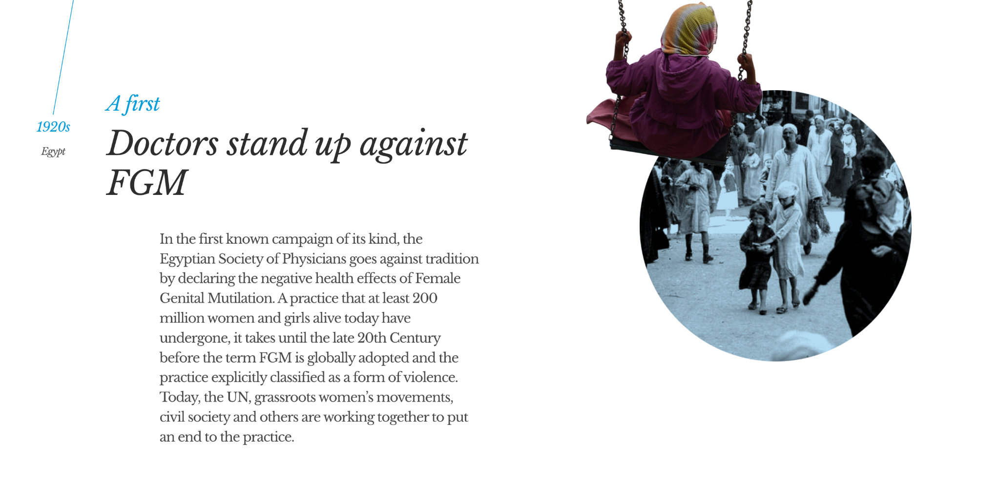 A first
1920s
Egypt
Doctors stand up against
FGM
In the first known campaign of its kind, the
Egyptian Society of Physicians goes against tradition
by declaring the negative health effects of Female
Genital Mutilation. A practice that at least 200
million women and girls alive today have
undergone, it takes until the late 20th Century
before the term FGM is globally adopted and the
practice explicitly classified as a form of violence.
Today, the UN, grassroots women’s movements,
civil society and others are working together to put
an end to the practice.